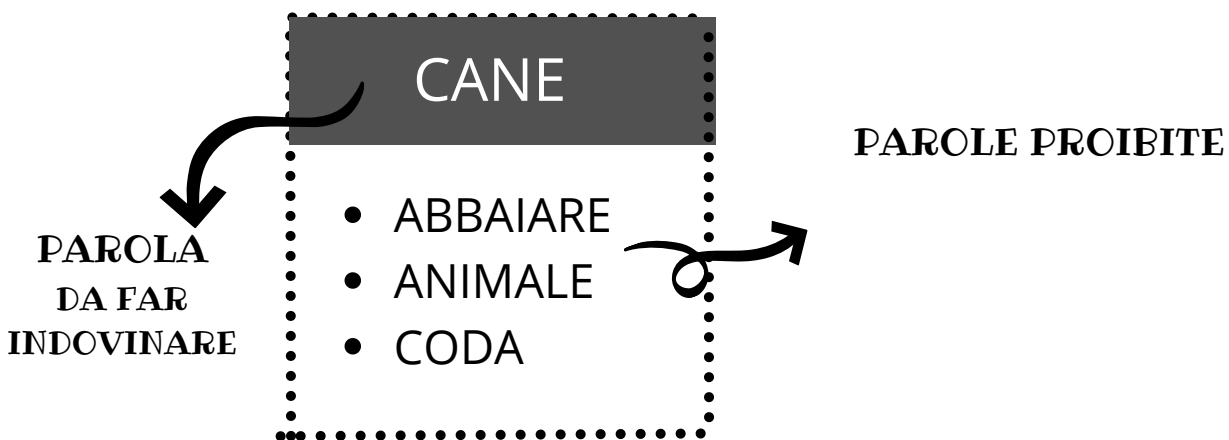 CANE
PAROLE PROIBITE
• ABBAIARE
• ANIMALE
• CODA
PAROLA
DA FAR
INDOVINARE